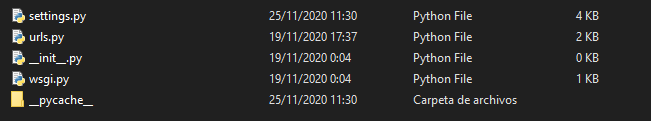 settings.py 25/11/2020 11:30 Python File 4 KB
urls.py 19/11/2020 17:37 Python File 2 KB
__init__.py 19/11/2020 0:04 Python File 0 KB
wsgi.py 19/11/2020 0:04 Python File 1 KB
__pycache__ 25/11/2020 11:30 Carpeta de archivos